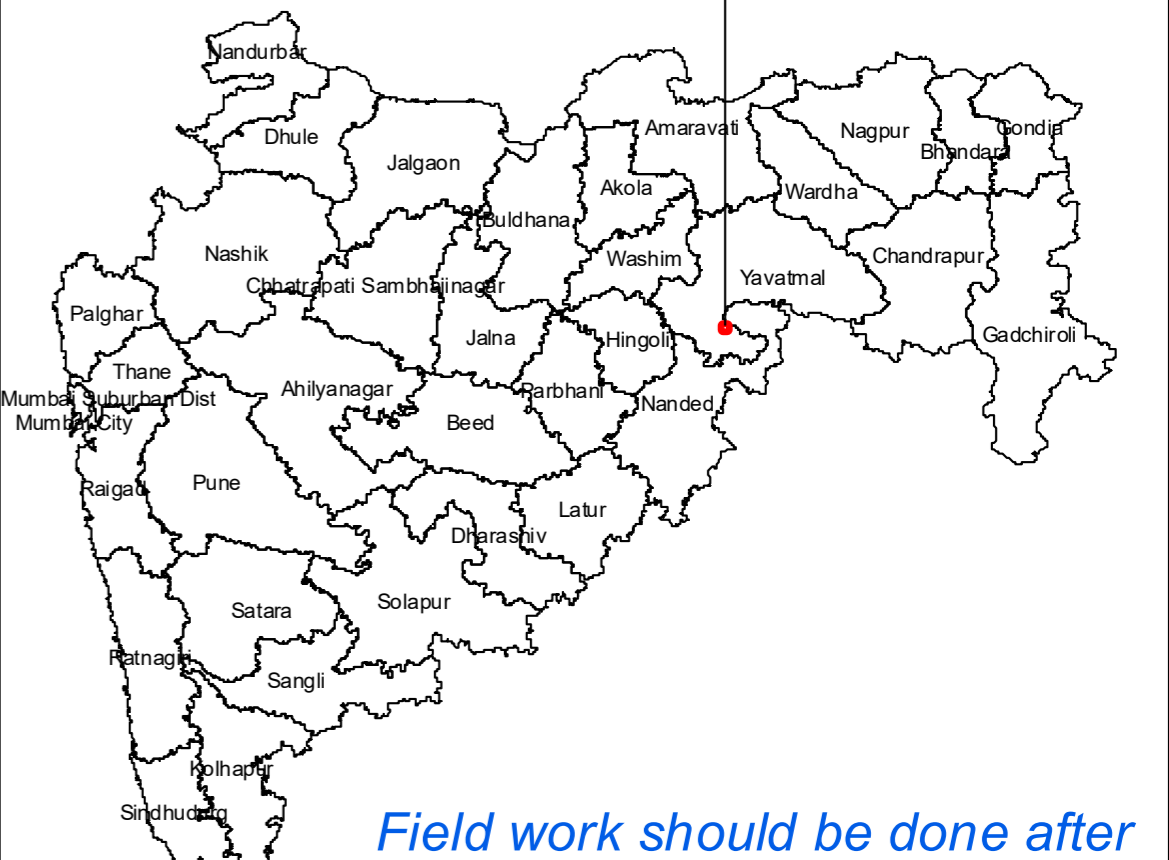 Nandurbar
Dhule
Jalgaon
Amaravati
Nagpur
Gondia
Bhandara
Akola
Wardha
Buldhana
Nashik
Washim
Chandrapur
Chhatrapati Sambhajinagar
Yavatmal
Palghar
Jalna
Hingoli
Gadchiroli
Thane
Ahilyanagar
Parbhani
Mumbai Suburban Dist
Nanded
Mumbai City
Beed
Raigad
Pune
Latur
Dharashiv
Satara
Solapur
Ratnagiri
Sangli
Kolhapur
Sindhudurg
Field work should be done after